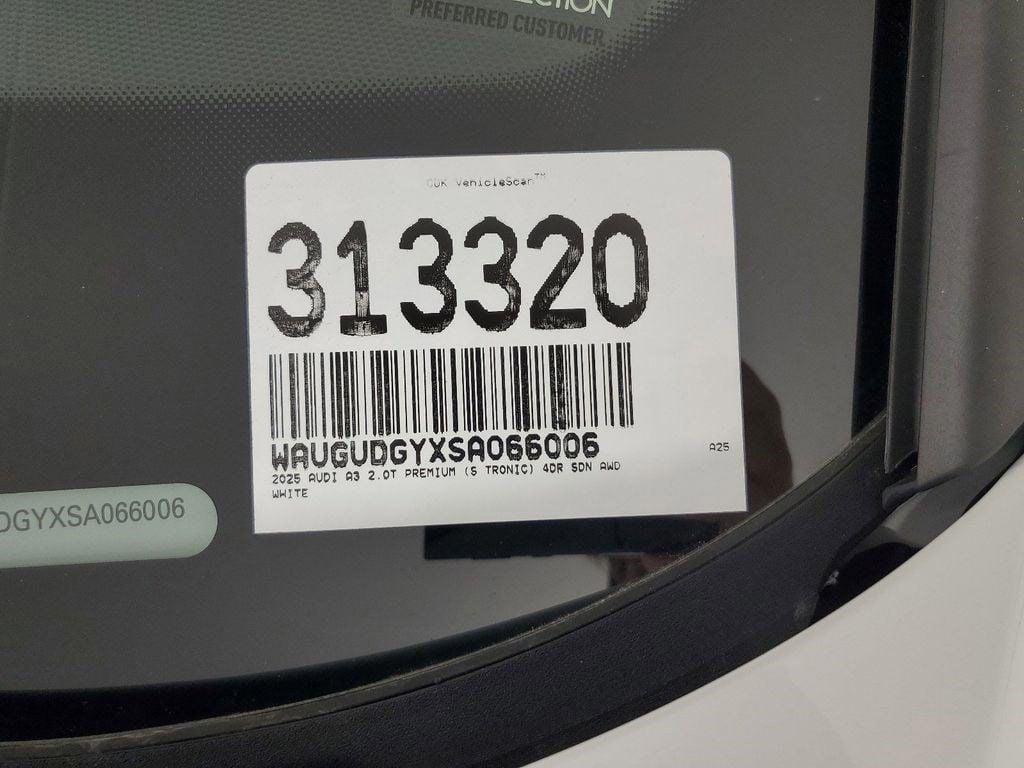 PREFERRED CUSTOMER
CDK VehicleScan™
313320
WAUGUDGYXSA066006
A25
2025 AUDI A3 2.0T PREMIUM (S TRONIC) 4DR SDN AWD
WHITE
DGYXSA066006